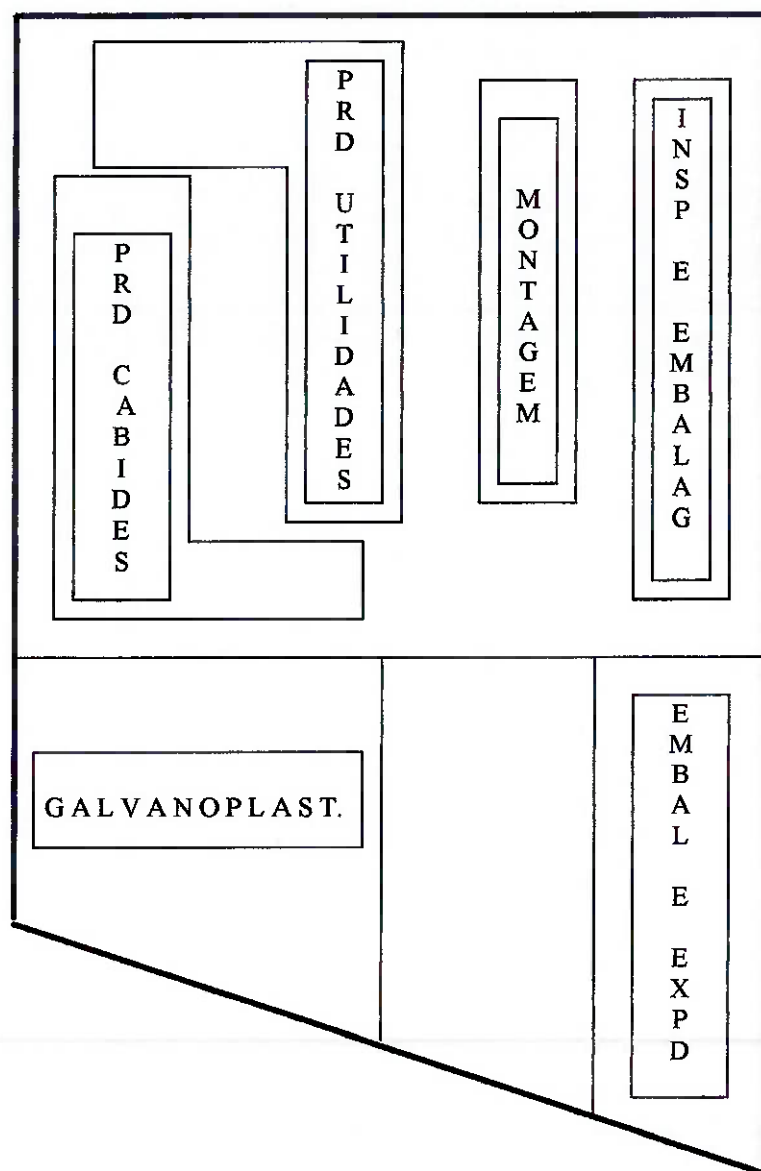 PRD UTILIDADES
PRD CABIDES
MONTAGEM
INSP E EMBALAG
GALVANOPLAST.
EMBAL E EXPD